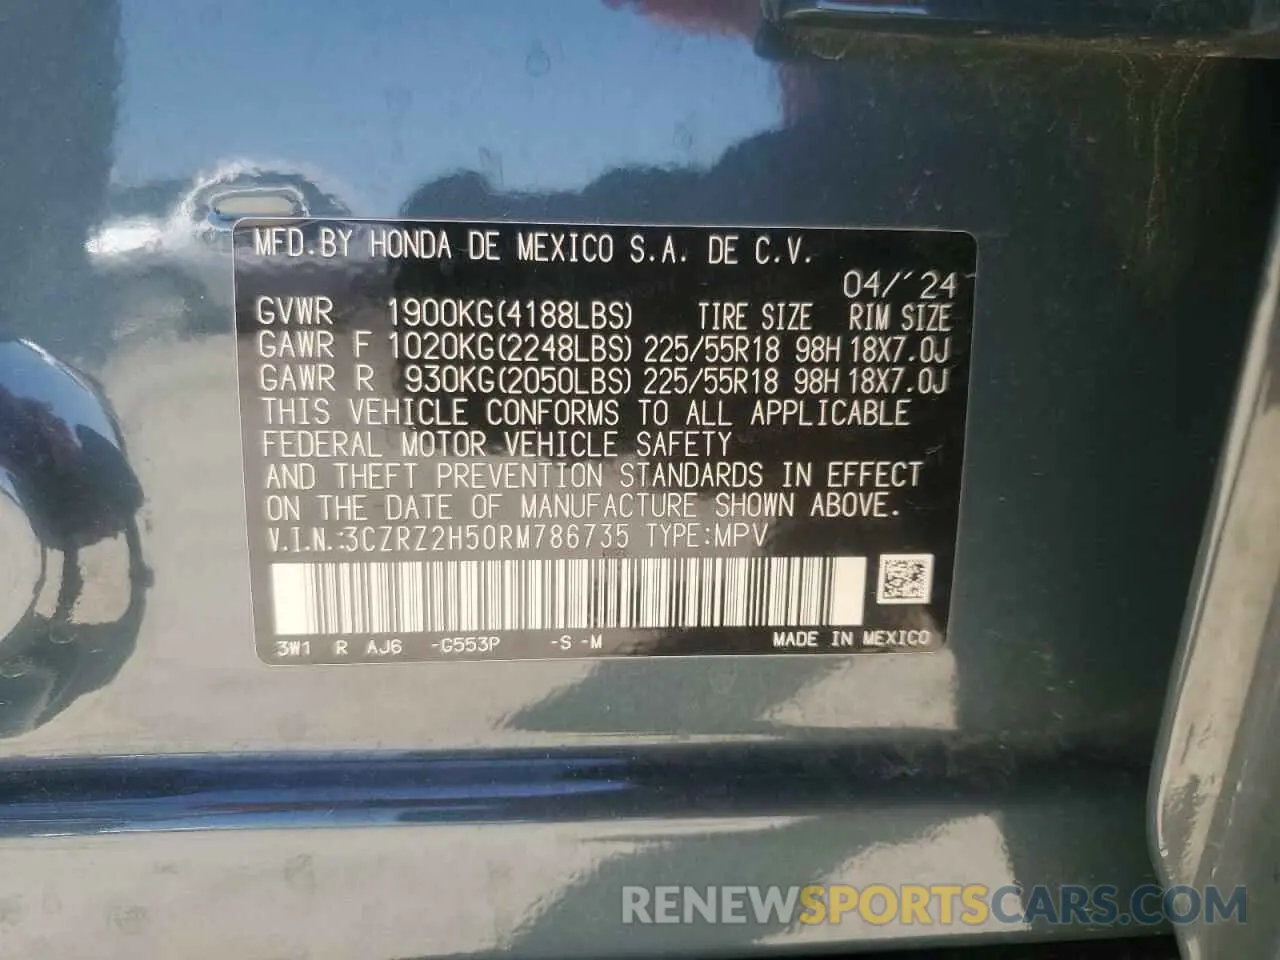 MFD.BY HONDA DE MEXICO S.A. DE C.V.
04/´24
GVWR 1900KG(4188LBS) TIRE SIZE RIM SIZE
GAWR F 1020KG(2248LBS) 225/55R18 98H 18X7.0J
GAWR R 930KG(2050LBS) 225/55R18 98H 18X7.0J
THIS VEHICLE CONFORMS TO ALL APPLICABLE
FEDERAL MOTOR VEHICLE SAFETY
AND THEFT PREVENTION STANDARDS IN EFFECT
ON THE DATE OF MANUFACTURE SHOWN ABOVE.
V.I.N.:3CZRZ2H50RM786735 TYPE:MPV
3W1 R AJ6 -G553P -S -M MADE IN MEXICO
RENEWSPORTSCARS.COM